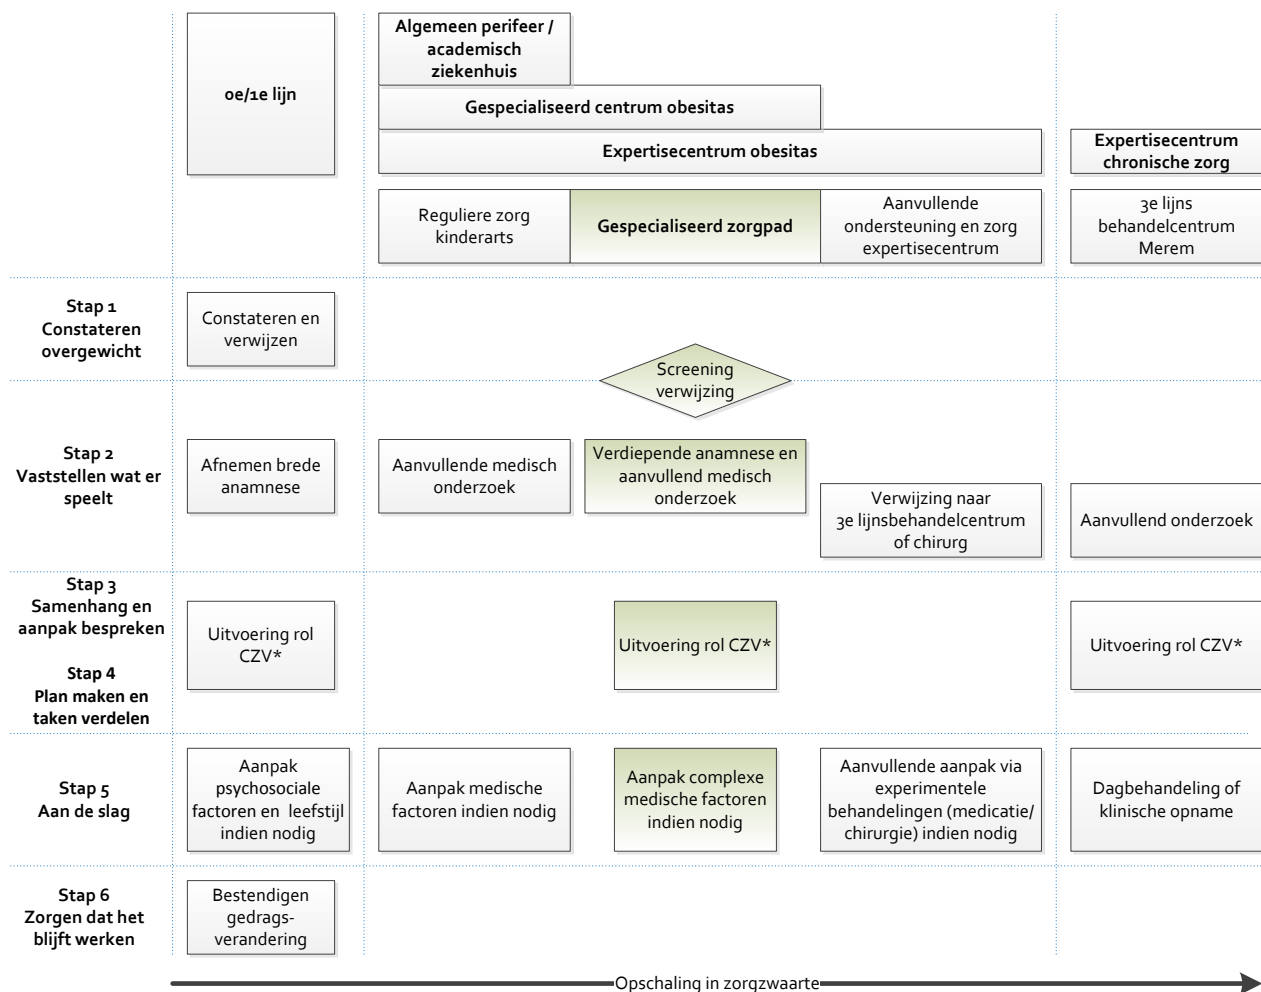 0e/1e lijn
Algemeen perifeer /
academisch
ziekenhuis
Gespecialiseerd centrum obesitas
Expertisecentrum obesitas
Expertisecentrum
chronische zorg
Reguliere zorg
kinderarts
Gespecialiseerd zorgpad
Aanvullende
ondersteuning en zorg
expertisecentrum
3e lijns
behandelcentrum
Merem
Stap 1
Constateren
overgewicht
Constateren en
verwijzen
Screening
verwijzing
Stap 2
Vaststellen wat er
speelt
Afnemen brede
anamnese
Aanvullende medisch
onderzoek
Verdiepende anamnese en
aanvullend medisch
onderzoek
Verwijzing naar
3e lijnsbehandelcentrum
of chirurg
Aanvullend onderzoek
Stap 3
Samenhang en
aanpak bespreken
Stap 4
Plan maken en
taken verdelen
Uitvoering rol
CZV*
Uitvoering rol CZV*
Uitvoering rol CZV*
Stap 5
Aan de slag
Aanpak
psychosociale
factoren en leefstijl
indien nodig
Aanpak medische
factoren indien nodig
Aanpak complexe
medische factoren
indien nodig
Aanvullende aanpak via
experimentele
behandelingen (medicatie/
chirurgie) indien nodig
Dagbehandeling of
klinische opname
Stap 6
Zorgen dat het
blijft werken
Bestendigen
gedrags-
verandering
Opschaling in zorgzwaarte